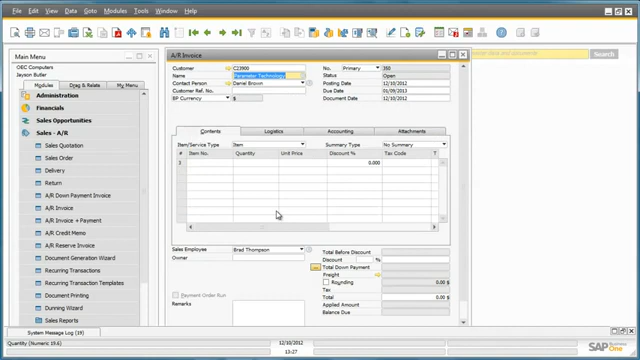 File Edit View Data Goto Modules Tools Window Help
Main Menu
OEC Computers
Jayson Butler
Modules Drag & Relate My Menu
Administration
Financials
Sales Opportunities
Sales - A/R
Sales Quotation
Sales Order
Delivery
Return
A/R Down Payment Invoice
A/R Invoice
A/R Invoice + Payment
A/R Credit Memo
A/R Reserve Invoice
Document Generation Wizard
Recurring Transactions
Recurring Transaction Templates
Document Printing
Dunning Wizard
Sales Reports
A/R Invoice
Customer C23900 No. Primary 350
Name Parameter Technology Status Open
Contact Person Daniel Brown Posting Date 12/10/2012
Customer Ref. No. Due Date 01/09/2013
BP Currency $ Document Date 12/10/2012
Search
Contents Logistics Accounting Attachments
Item/Service Type Item Summary Type No Summary
# Item No. Quantity Unit Price Discount % Tax Code T
0.000
Sales Employee Brad Thompson
Owner
Total Before Discount
Discount %
Total Down Payment
Freight
Rounding 0.00 $
Tax
Total 0.00 $
Applied Amount
Balance Due
Payment Order Run
Remarks
System Message Log (19)
Quantity (Numeric 19.6) 12/10/2012
13:27
SAP Business One